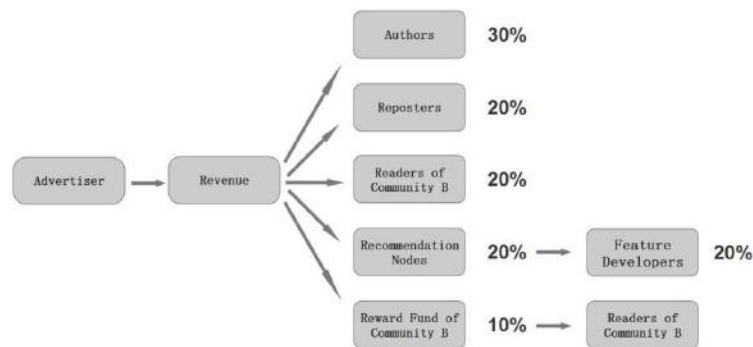 Authors 30%
Reposters 20%
Readers of
Community B 20%
Advertiser
Revenue
Recommendation
Nodes 20%
Feature
Developers 20%
Reward Fund of
Community B 10%
Readers of
Community B